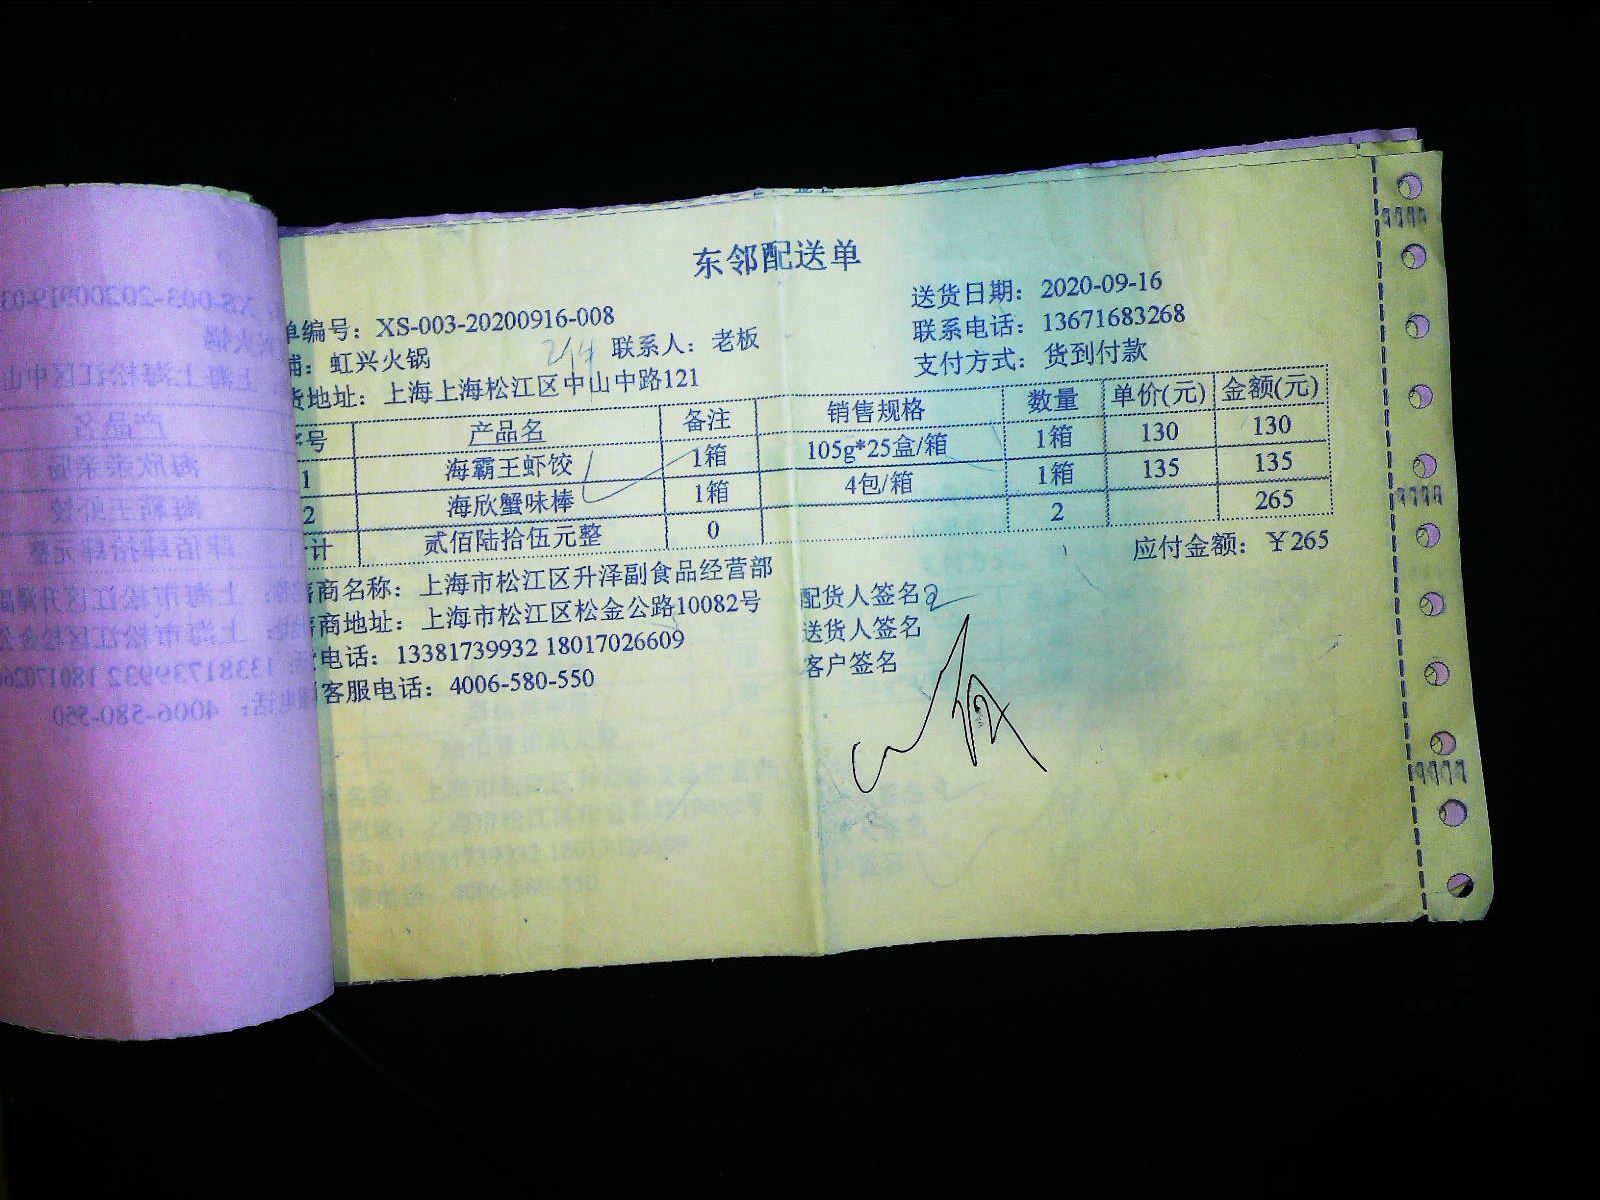 东邻配送单
单编号：XS-003-20200916-008 送货日期：2020-09-16
铺：虹兴火锅 214 联系人：老板 联系电话：13671683268
货地址：上海上海松江区中山中路121 支付方式：货到付款
序号 产品名 备注 销售规格 数量 单价(元) 金额(元)
1 海霸王虾饺 1箱 105g*25盒/箱 1箱 130 130
2 海欣蟹味棒 1箱 4包/箱 1箱 135 135
计 贰佰陆拾伍元整 0 2 265
应付金额：￥265
商名称：上海市松江区升泽副食品经营部 配货人签名
商地址：上海市松江区松金公路10082号 送货人签名
电话：13381739932 18017026609 客户签名
客服电话：4006-580-550